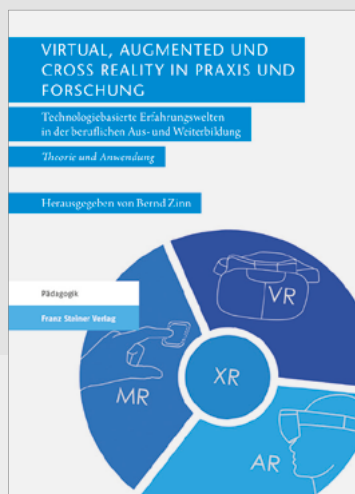 VIRTUAL, AUGMENTED UND
CROSS REALITY IN PRAXIS UND
FORSCHUNG
Technologiebasierte Erfahrungswelten
in der beruflichen Aus- und Weiterbildung
Theorie und Anwendung
Herausgegeben von Bernd Zinn
Pädagogik
Franz Steiner Verlag
VR
XR
MR
AR